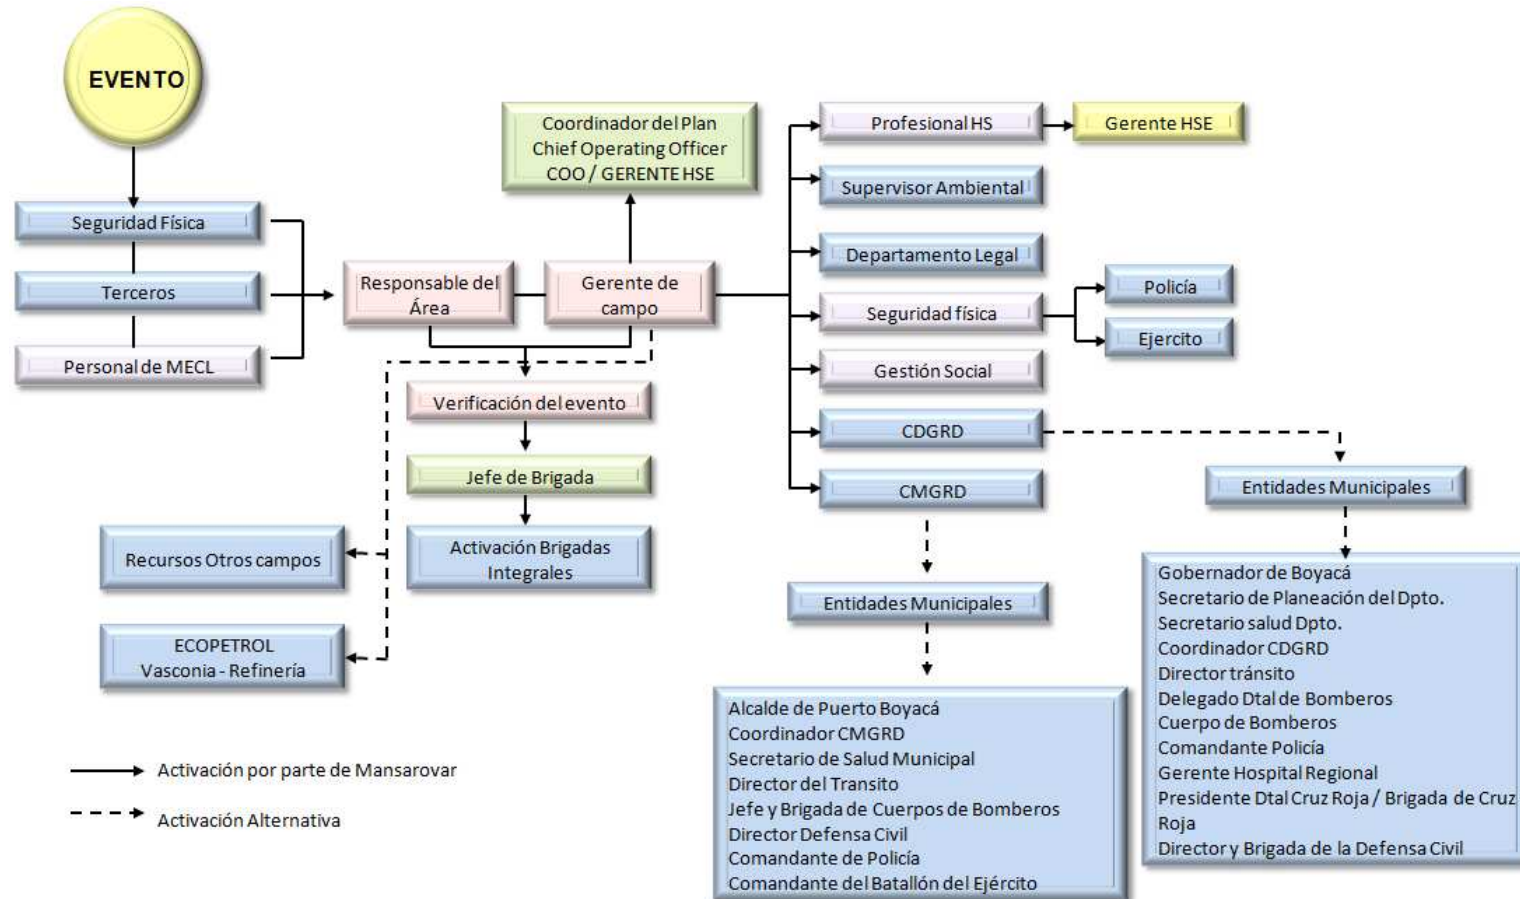 EVENTO
Seguridad Física
Terceros
Personal de MECL
Responsable del
Área
Gerente de
campo
Coordinador del Plan
Chief Operating Officer
COO / GERENTE HSE
Verificación del evento
Jefe de Brigada
Activación Brigadas
Integrales
Recursos Otros campos
ECOPETROL
Vasconia - Refinería
Profesional HS
Gerente HSE
Supervisor Ambiental
Departamento Legal
Seguridad física
Policía
Ejercito
Gestión Social
CDGRD
CMGRD
Entidades Municipales
Alcalde de Puerto Boyacá
Coordinador CMGRD
Secretario de Salud Municipal
Director del Transito
Jefe y Brigada de Cuerpos de Bomberos
Director Defensa Civil
Comandante de Policía
Comandante del Batallón del Ejército
Entidades Municipales
Gobernador de Boyacá
Secretario de Planeación del Dpto.
Secretario salud Dpto.
Coordinador CDGRD
Director tránsito
Delegado Dtal de Bomberos
Cuerpo de Bomberos
Comandante Policía
Gerente Hospital Regional
Presidente Dtal Cruz Roja / Brigada de Cruz
Roja
Director y Brigada de la Defensa Civil
Activación por parte de Mansarovar
Activación Alternativa